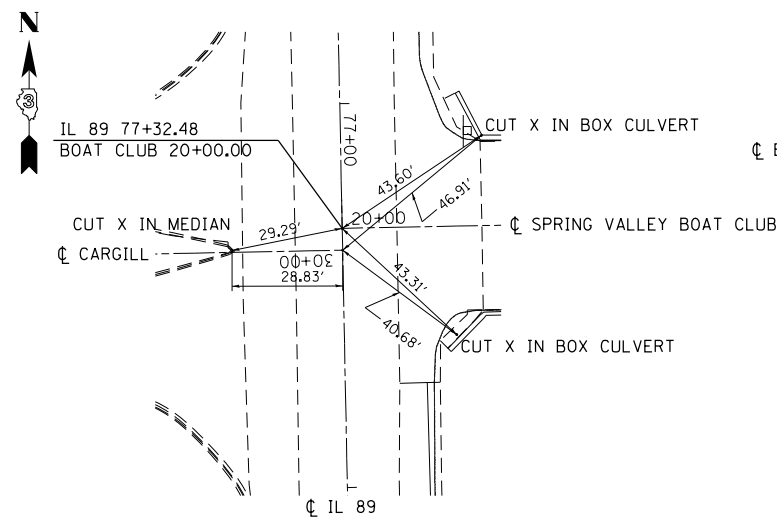 N
IL 89 77+32.48
BOAT CLUB 20+00.00
77+00
CUT X IN BOX CULVERT
℄ E
43.60'
46.91'
20+00
CUT X IN MEDIAN
29.29'
℄ SPRING VALLEY BOAT CLUB
℄ CARGILL
30+00
28.83'
43.31'
40.68'
CUT X IN BOX CULVERT
℄ IL 89